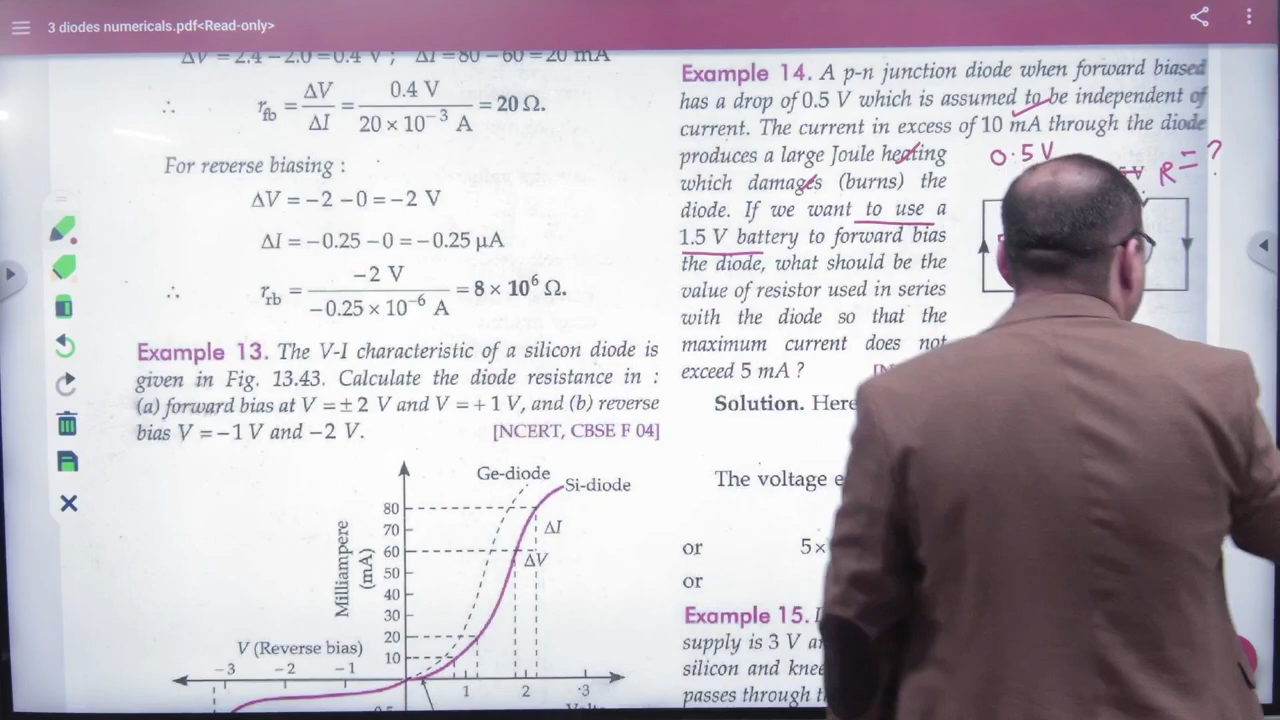 3 diodes numericals.pdf<Read-only>
ΔV = 2.4 − 2.0 = 0.4 V ; ΔI = 80 − 60 = 20 mA
∴ r_fb = ΔV/ΔI = 0.4 V / 20 × 10⁻³ A = 20 Ω.
For reverse biasing :
ΔV = −2 − 0 = −2 V
ΔI = −0.25 − 0 = −0.25 μA
∴ r_rb = −2 V / −0.25 × 10⁻⁶ A = 8 × 10⁶ Ω.
Example 13. The V-I characteristic of a silicon diode is
given in Fig. 13.43. Calculate the diode resistance in :
(a) forward bias at V = ± 2 V and V = + 1 V, and (b) reverse
bias V = −1 V and −2 V. [NCERT, CBSE F 04]
Ge-diode
Si-diode
Milliampere
(mA)
80
70
60
50
40
30
20
10
ΔI
ΔV
V (Reverse bias)
−3 −2 −1
1 2 3
Example 14. A p-n junction diode when forward biased
has a drop of 0.5 V which is assumed to be independent of
current. The current in excess of 10 mA through the diode
produces a large Joule heating
which damages (burns) the
diode. If we want to use a
1.5 V battery to forward bias
the diode, what should be the
value of resistor used in series
with the diode so that the
maximum current does not
exceed 5 mA ?
0.5 V
R = ?
Solution. Here
The voltage
or 5×
or
Example 15.
supply is 3 V
silicon and
passes through